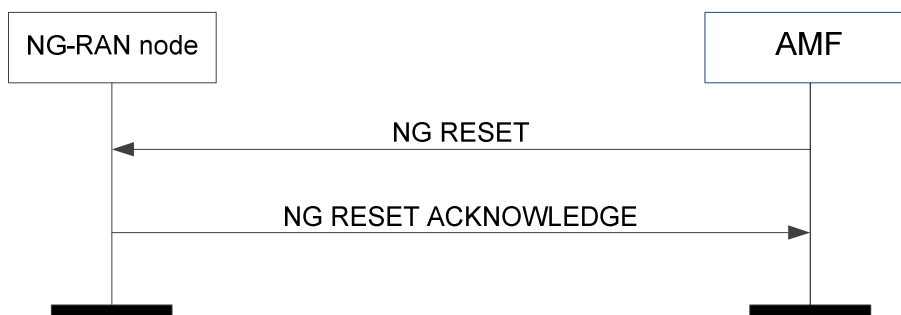 NG-RAN node
AMF
NG RESET
NG RESET ACKNOWLEDGE